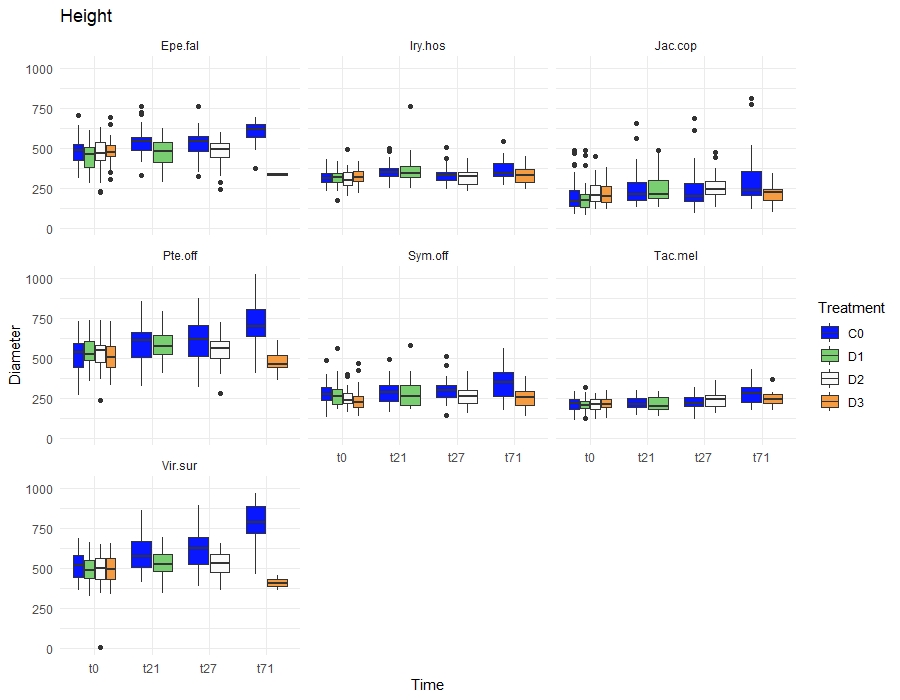 Height
Epe.fal
Iry.hos
Jac.cop
1000
750
500
250
0
Pte.off
Sym.off
Tac.mel
1000
750
500
250
0
t0 t21 t27 t71
t0 t21 t27 t71
Vir.sur
1000
750
500
250
0
t0 t21 t27 t71
Time
Diameter
Treatment
C0
D1
D2
D3